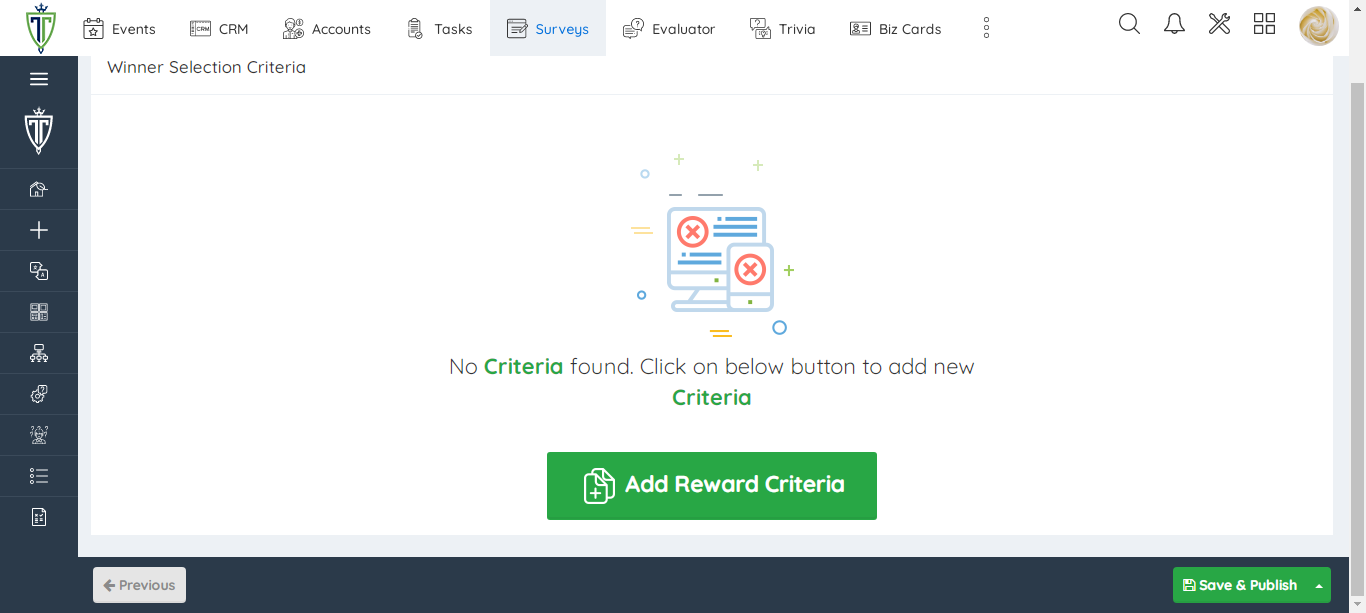 Events
CRM
CRM
Accounts
Tasks
Surveys
Evaluator
Trivia
Biz Cards
Winner Selection Criteria
No Criteria found. Click on below button to add new
Criteria
Add Reward Criteria
Previous
Save & Publish